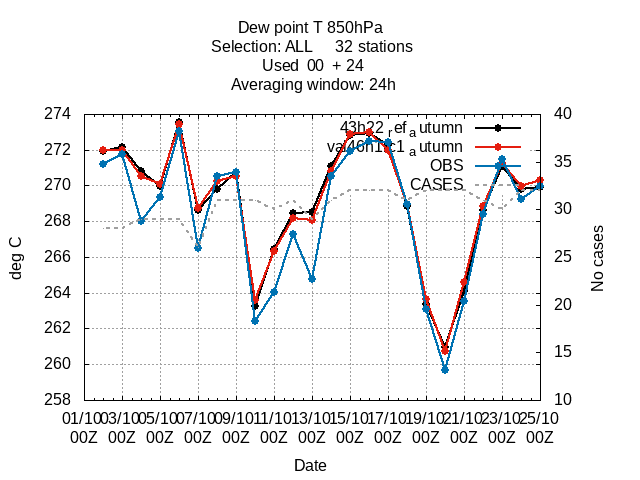 Dew point T 850hPa
Selection: ALL 32 stations
Used 00 + 24
Averaging window: 24h
274
272
270
268
266
264
262
260
258
40
35
30
25
20
15
10
43h22_ref_autumn
OBS
CASES
deg C
No cases
01/10 03/10 05/10 07/10 09/10 11/10 13/10 15/10 17/10 19/10 21/10 23/10 25/10
00Z 00Z 00Z 00Z 00Z 00Z 00Z 00Z 00Z 00Z 00Z 00Z 00Z
Date